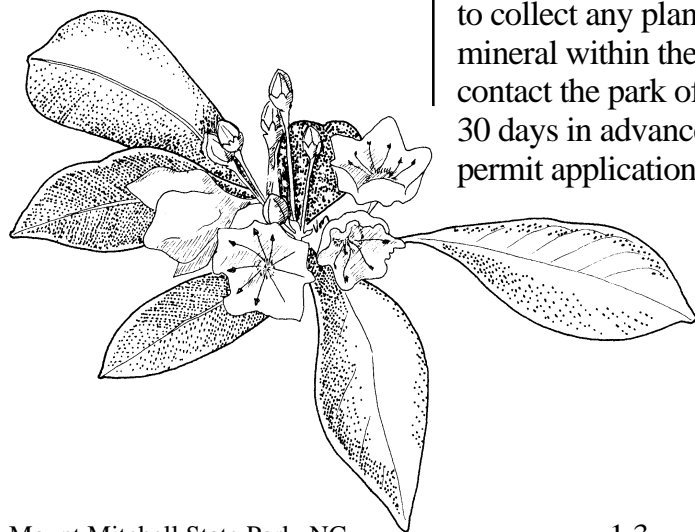 to collect any plan
mineral within the
contact the park of
30 days in advance
permit application
Mount Mitchell State Park, NC
1.3